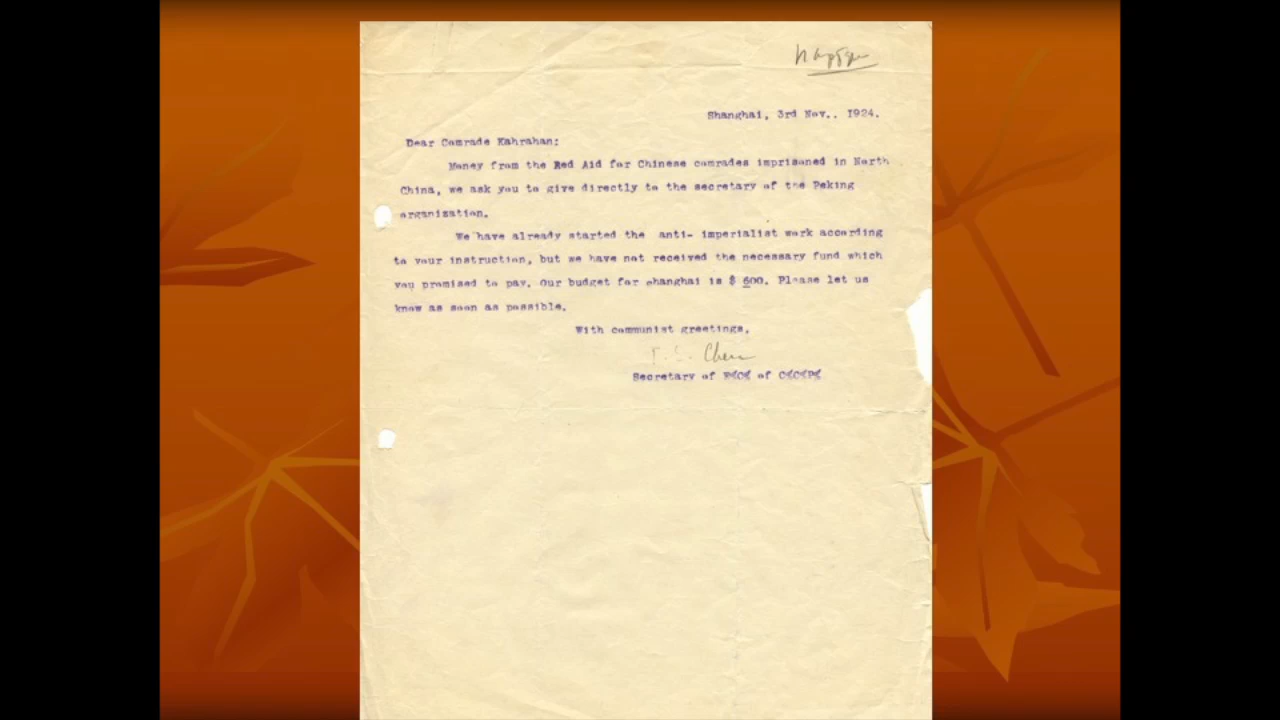 Shanghai, 3rd Nov.. 1924.
Dear Comrade Kahrahan:
Money from the Red Aid for Chinese comrades imprisoned in North
China, we ask you to give directly to the secretary of the Peking
organization.
We have already started the anti- imperialist work according
to your instruction, but we have not received the necessary fund which
you promised to pay. Our budget for shanghai is $ 600. Please let us
know as soon as possible.
With communist greetings,
Chen
Secretary of of